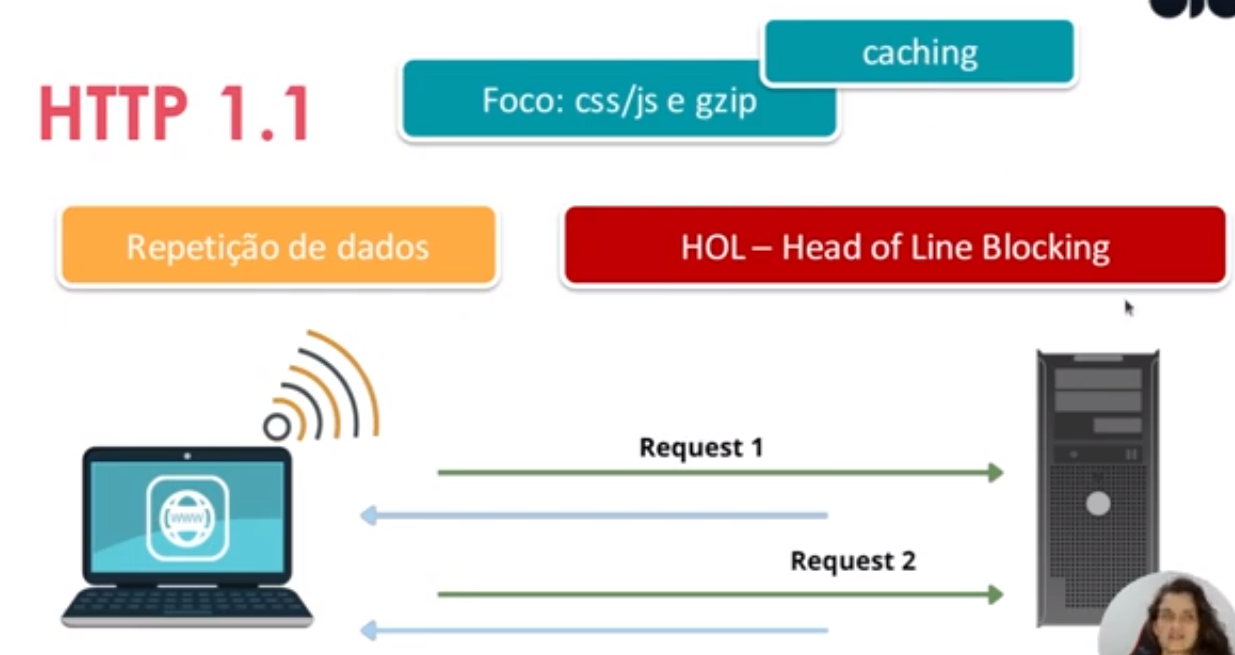 caching
HTTP 1.1
Foco: css/js e gzip
Repetição de dados
HOL – Head of Line Blocking
Request 1
www
Request 2